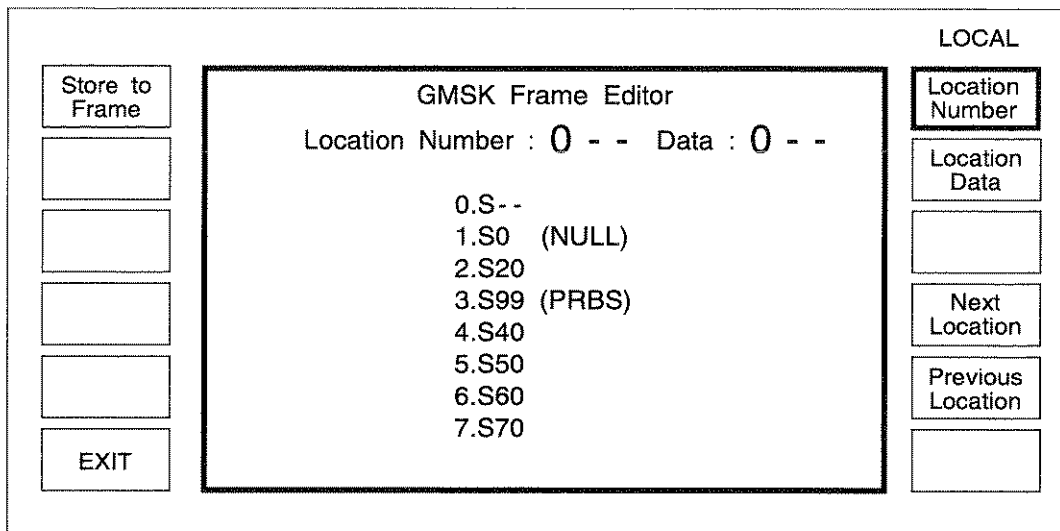 LOCAL
Store to
Frame
EXIT
GMSK Frame Editor
Location Number : 0 - - Data : 0 - -
0.S--
1.S0 (NULL)
2.S20
3.S99 (PRBS)
4.S40
5.S50
6.S60
7.S70
Location
Number
Location
Data
Next
Location
Previous
Location